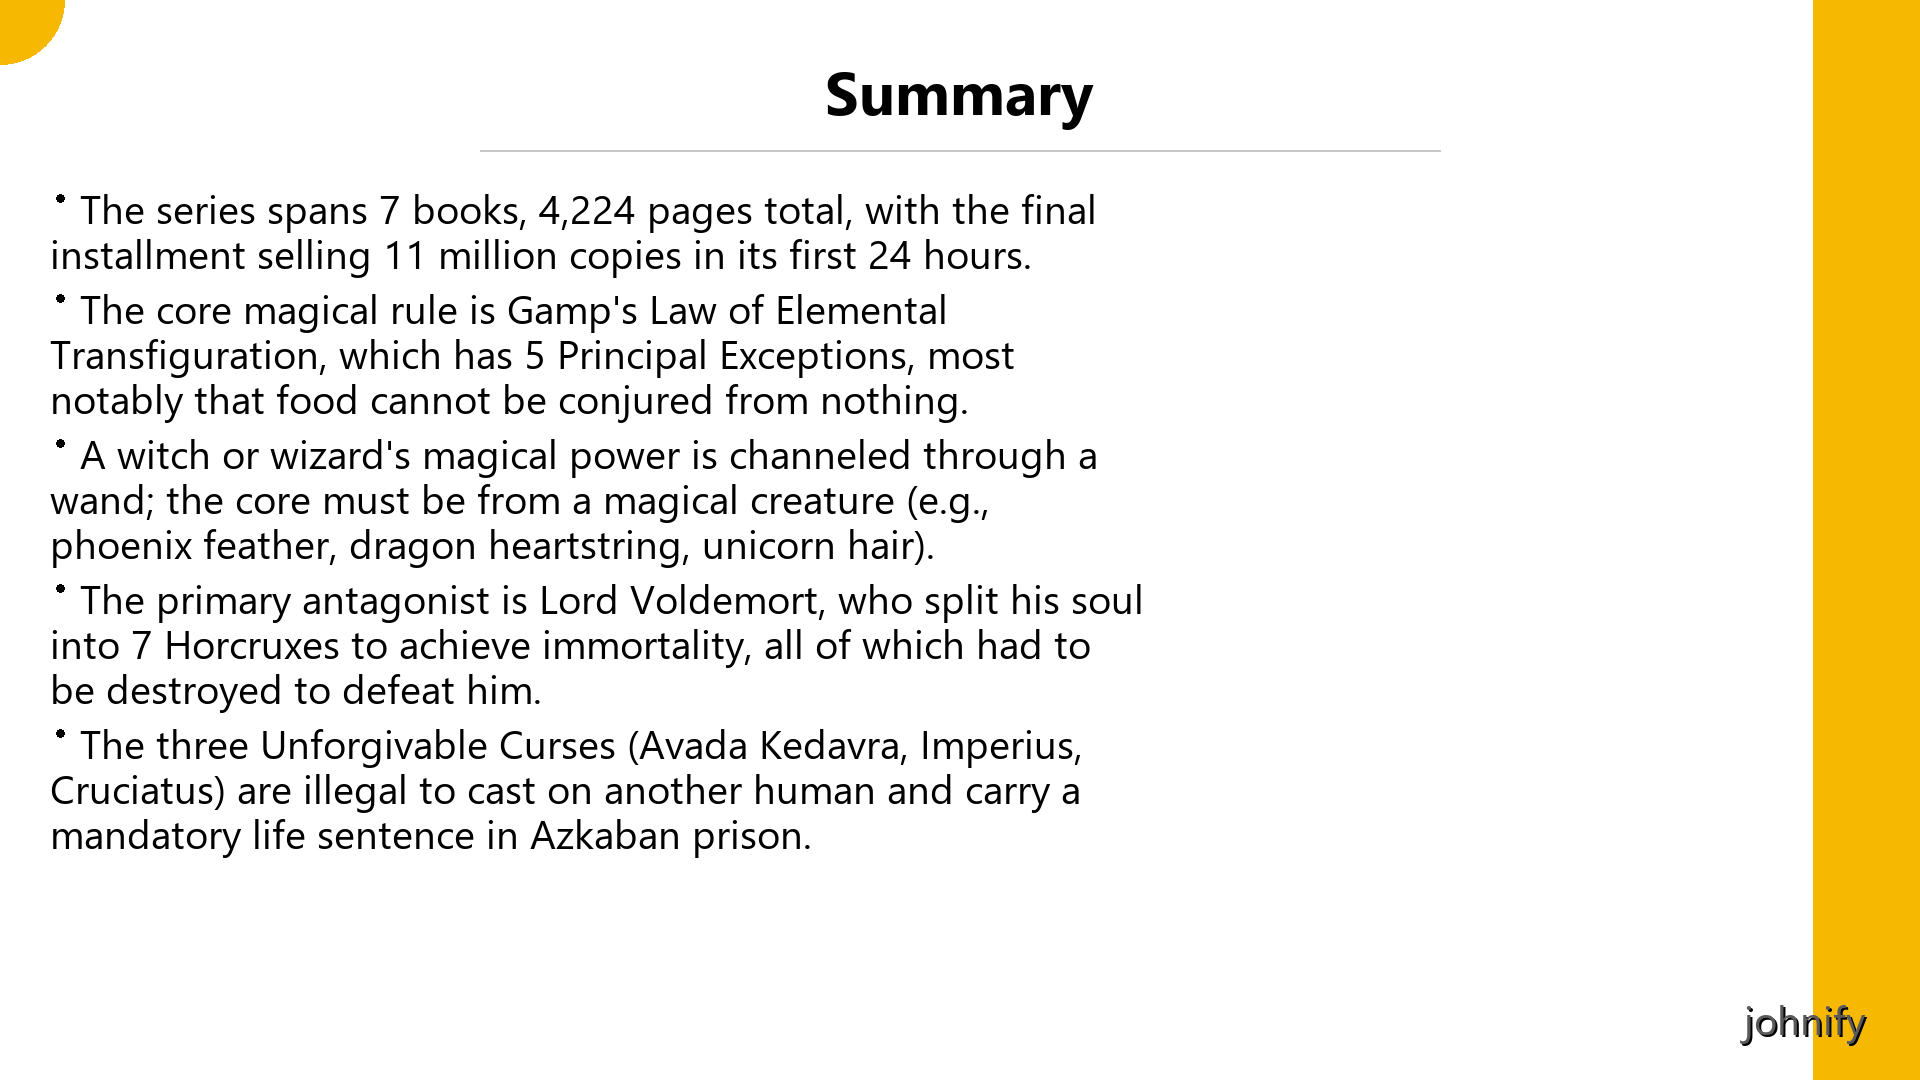 Summary
• The series spans 7 books, 4,224 pages total, with the final
installment selling 11 million copies in its first 24 hours.
• The core magical rule is Gamp's Law of Elemental
Transfiguration, which has 5 Principal Exceptions, most
notably that food cannot be conjured from nothing.
• A witch or wizard's magical power is channeled through a
wand; the core must be from a magical creature (e.g.,
phoenix feather, dragon heartstring, unicorn hair).
• The primary antagonist is Lord Voldemort, who split his soul
into 7 Horcruxes to achieve immortality, all of which had to
be destroyed to defeat him.
• The three Unforgivable Curses (Avada Kedavra, Imperius,
Cruciatus) are illegal to cast on another human and carry a
mandatory life sentence in Azkaban prison.
johnify